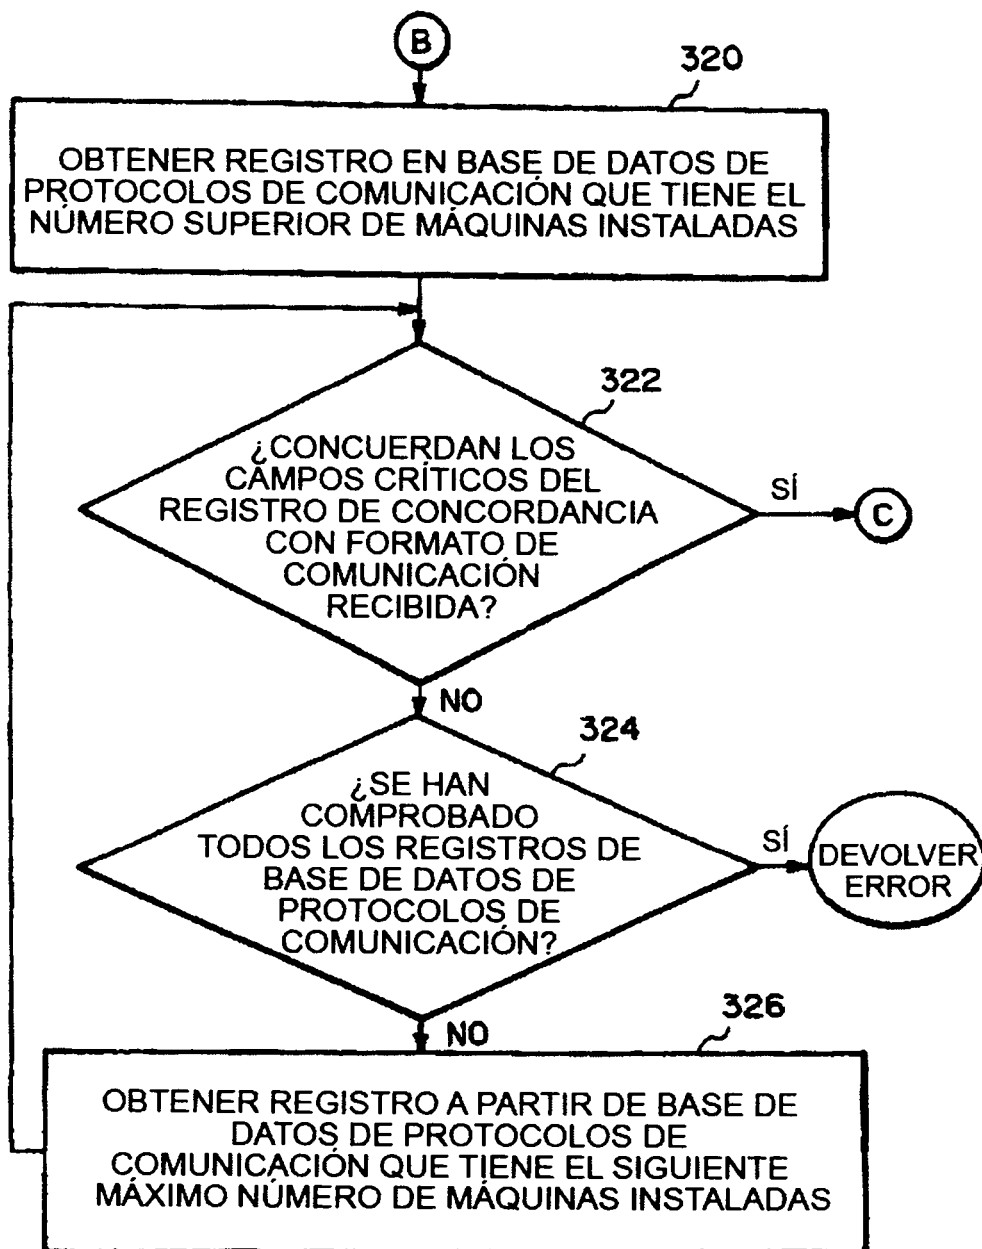 B
320
OBTENER REGISTRO EN BASE DE DATOS DE
PROTOCOLOS DE COMUNICACIÓN QUE TIENE EL
NÚMERO SUPERIOR DE MÁQUINAS INSTALADAS
322
¿CONCUERDAN LOS
CAMPOS CRÍTICOS DEL
REGISTRO DE CONCORDANCIA
CON FORMATO DE
COMUNICACIÓN
RECIBIDA?
SÍ
C
NO
324
¿SE HAN
COMPROBADO
TODOS LOS REGISTROS DE
BASE DE DATOS DE
PROTOCOLOS DE
COMUNICACIÓN?
SÍ
DEVOLVER
ERROR
NO
326
OBTENER REGISTRO A PARTIR DE BASE DE
DATOS DE PROTOCOLOS DE
COMUNICACIÓN QUE TIENE EL SIGUIENTE
MÁXIMO NÚMERO DE MÁQUINAS INSTALADAS